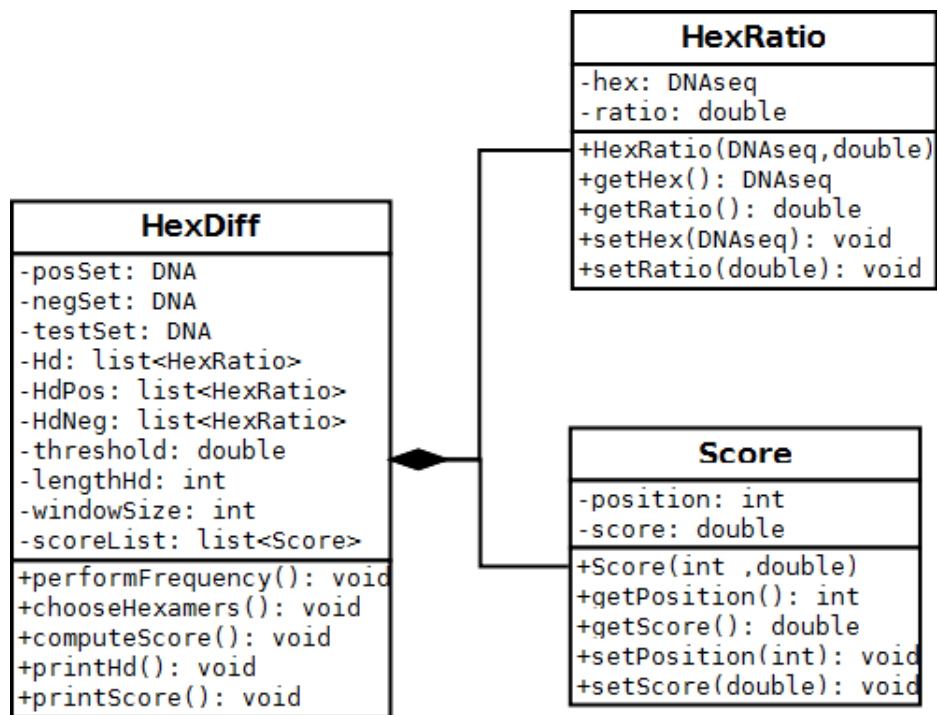 HexRatio
-hex: DNAseq
-ratio: double
+HexRatio(DNAseq,double)
+getHex(): DNAseq
+getRatio(): double
+setHex(DNAseq): void
+setRatio(double): void
HexDiff
-posSet: DNA
-negSet: DNA
-testSet: DNA
-Hd: list<HexRatio>
-HdPos: list<HexRatio>
-HdNeg: list<HexRatio>
-threshold: double
-lengthHd: int
-windowSize: int
-scoreList: list<Score>
+performFrequency(): void
+chooseHexamers(): void
+computeScore(): void
+printHd(): void
+printScore(): void
Score
-position: int
-score: double
+Score(int ,double)
+getPosition(): int
+getScore(): double
+setPosition(int): void
+setScore(double): void